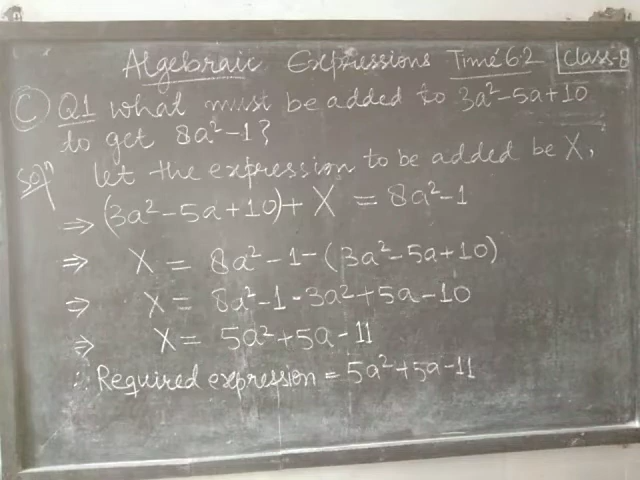 Algebraic Expressions Time 6.2 Class-8
C Q1 What must be added to 3a²-5a+10
to get 8a²-1?
Solⁿ let the expression to be added be X,
⇒ (3a²-5a+10)+ X = 8a²-1
⇒ X = 8a²-1-(3a²-5a+10)
⇒ X = 8a²-1-3a²+5a-10
⇒ X= 5a²+5a-11
∴ Required expression = 5a²+5a-11